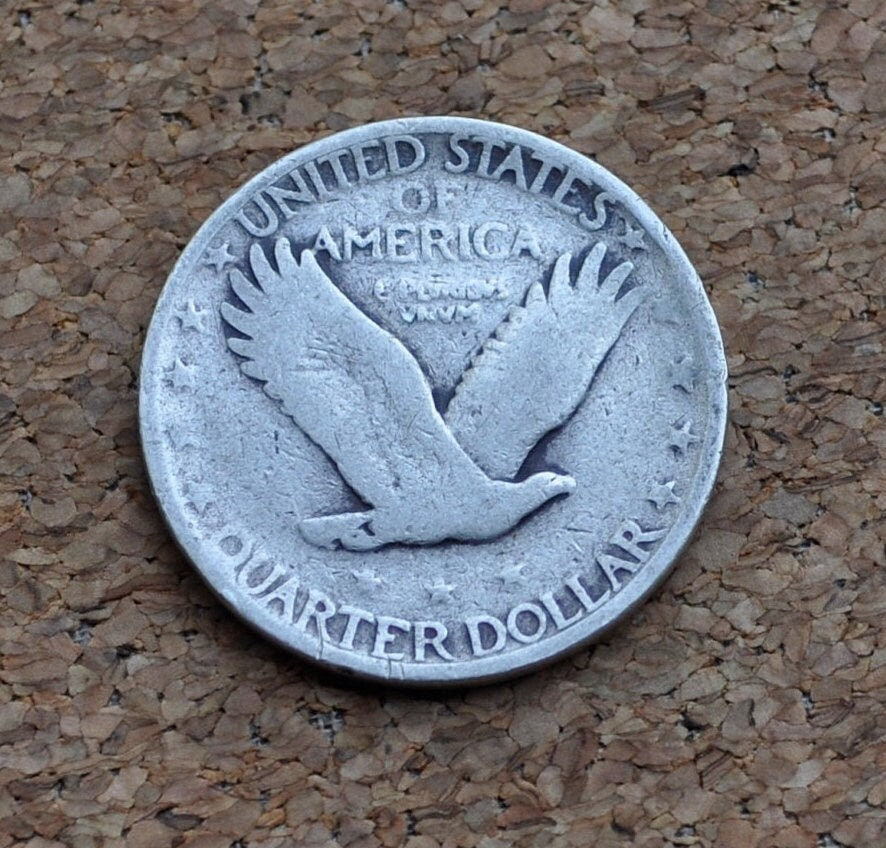 UNITED STATES
OF
AMERICA
E PLURIBUS
UNUM
QUARTER DOLLAR